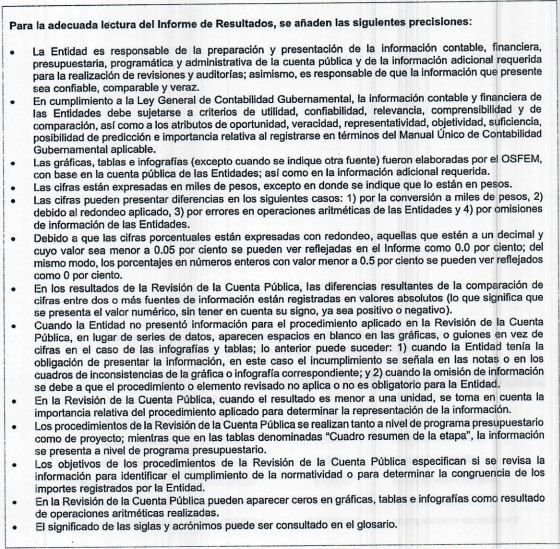 Para la adecuada lectura del Informe de Resultados, se añaden las siguientes precisiones:
• La Entidad es responsable de la preparación y presentación de la información contable, financiera,
presupuestaria, programática y administrativa de la cuenta pública y de la información adicional requerida
para la realización de revisiones y auditorías; asimismo, es responsable de que la información que presente
sea confiable, comparable y veraz.
• En cumplimiento a la Ley General de Contabilidad Gubernamental, la información contable y financiera de
las Entidades debe sujetarse a criterios de utilidad, confiabilidad, relevancia, comprensibilidad y de
comparación, así como a los atributos de oportunidad, veracidad, representatividad, objetividad, suficiencia,
posibilidad de predicción e importancia relativa al registrarse en términos del Manual Único de Contabilidad
Gubernamental aplicable.
• Las gráficas, tablas e infografías (excepto cuando se indique otra fuente) fueron elaboradas por el OSFEM,
con base en la cuenta pública de las Entidades; así como en la información adicional requerida.
• Las cifras están expresadas en miles de pesos, excepto en donde se indique que lo están en pesos.
• Las cifras pueden presentar diferencias en los siguientes casos: 1) por la conversión a miles de pesos, 2)
debido al redondeo aplicado, 3) por errores en operaciones aritméticas de las Entidades y 4) por omisiones
de información de las Entidades.
• Debido a que las cifras porcentuales están expresadas con redondeo, aquellas que estén a un decimal y
cuyo valor sea menor a 0.05 por ciento se pueden ver reflejadas en el Informe como 0.0 por ciento; del
mismo modo, los porcentajes en números enteros con valor menor a 0.5 por ciento se pueden ver reflejados
como 0 por ciento.
• En los resultados de la Revisión de la Cuenta Pública, las diferencias resultantes de la comparación de
cifras entre dos o más fuentes de información están registradas en valores absolutos (lo que significa que
se presenta el valor numérico, sin tener en cuenta su signo, ya sea positivo o negativo).
• Cuando la Entidad no presentó información para el procedimiento aplicado en la Revisión de la Cuenta
Pública, en lugar de series de datos, aparecen espacios en blanco en las gráficas, o guiones en vez de
cifras en el caso de las infografías y tablas; lo anterior puede suceder: 1) cuando la Entidad tenía la
obligación de presentar la información, en este caso el incumplimiento se señala en las notas o en los
cuadros de inconsistencias de la gráfica o infografía correspondiente; y 2) cuando la omisión de información
se debe a que el procedimiento o elemento revisado no aplica o no es obligatorio para la Entidad.
• En la Revisión de la Cuenta Pública, cuando el resultado es menor a una unidad, se toma en cuenta la
importancia relativa del procedimiento aplicado para determinar la representación de la información.
• Los procedimientos de la Revisión de la Cuenta Pública se realizan tanto a nivel de programa presupuestario
como de proyecto; mientras que en las tablas denominadas "Cuadro resumen de la etapa", la información
se presenta a nivel de programa presupuestario.
• Los objetivos de los procedimientos de la Revisión de la Cuenta Pública especifican si se revisa la
información para identificar el cumplimiento de la normatividad o para determinar la congruencia de los
importes registrados por la Entidad.
• En la Revisión de la Cuenta Pública pueden aparecer ceros en gráficas, tablas e infografías como resultado
de operaciones aritméticas realizadas.
• El significado de las siglas y acrónimos puede ser consultado en el glosario.